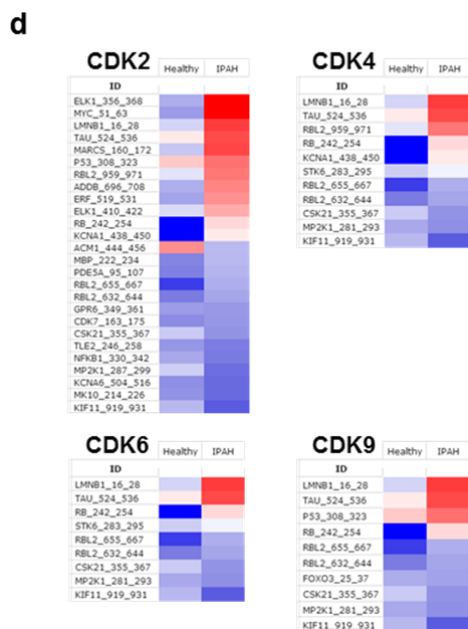 d
CDK2 Healthy IPAH
ID
ELK1_356_368
MYC_51_63
LMNB1_16_28
TAU_524_536
MARCS_160_172
P53_308_323
RBL2_959_971
ADDB_696_708
ERF_519_531
ELK1_410_422
RB_242_254
KCNA1_438_450
ACM1_444_456
MBP_222_234
PDE5A_95_107
RBL2_655_667
RBL2_632_644
GPR6_349_361
CDK7_163_175
CSK21_355_367
TLE2_246_258
NFKB1_330_342
MP2K1_287_299
KCNA6_504_516
MK10_214_226
KIF11_919_931
CDK4 Healthy IPAH
ID
LMNB1_16_28
TAU_524_536
RBL2_959_971
RB_242_254
KCNA1_438_450
STK6_283_295
RBL2_655_667
RBL2_632_644
CSK21_355_367
MP2K1_281_293
KIF11_919_931
CDK6 Healthy IPAH
ID
LMNB1_16_28
TAU_524_536
RB_242_254
STK6_283_295
RBL2_655_667
RBL2_632_644
CSK21_355_367
MP2K1_281_293
KIF11_919_931
CDK9 Healthy IPAH
ID
LMNB1_16_28
TAU_524_536
P53_308_323
RB_242_254
RBL2_655_667
RBL2_632_644
FOXO3_25_37
CSK21_355_367
MP2K1_281_293
KIF11_919_931